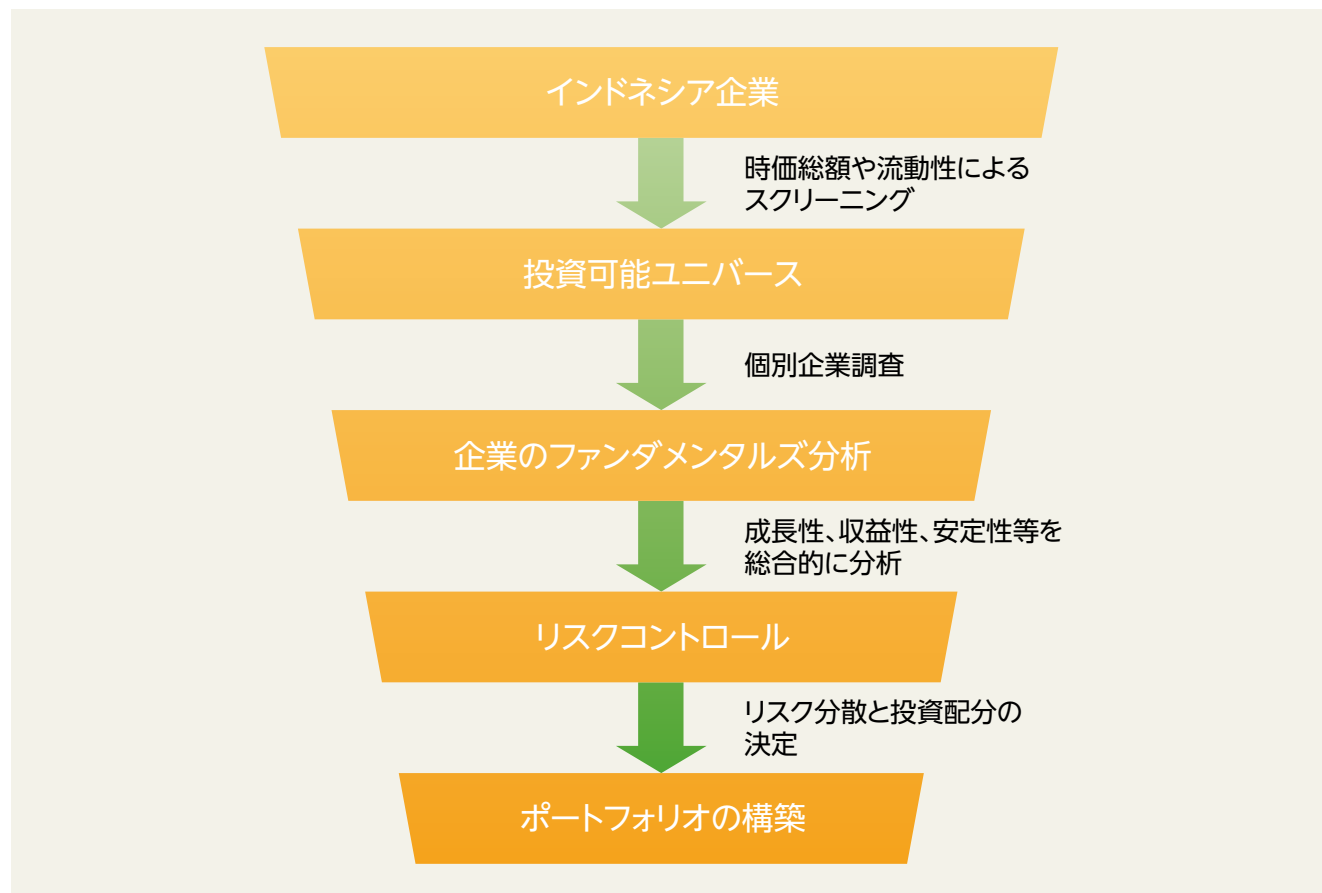 インドネシア企業
時価総額や流動性による
スクリーニング
投資可能ユニバース
個別企業調査
企業のファンダメンタルズ分析
成長性、収益性、安定性等を
総合的に分析
リスクコントロール
リスク分散と投資配分の
決定
ポートフォリオの構築